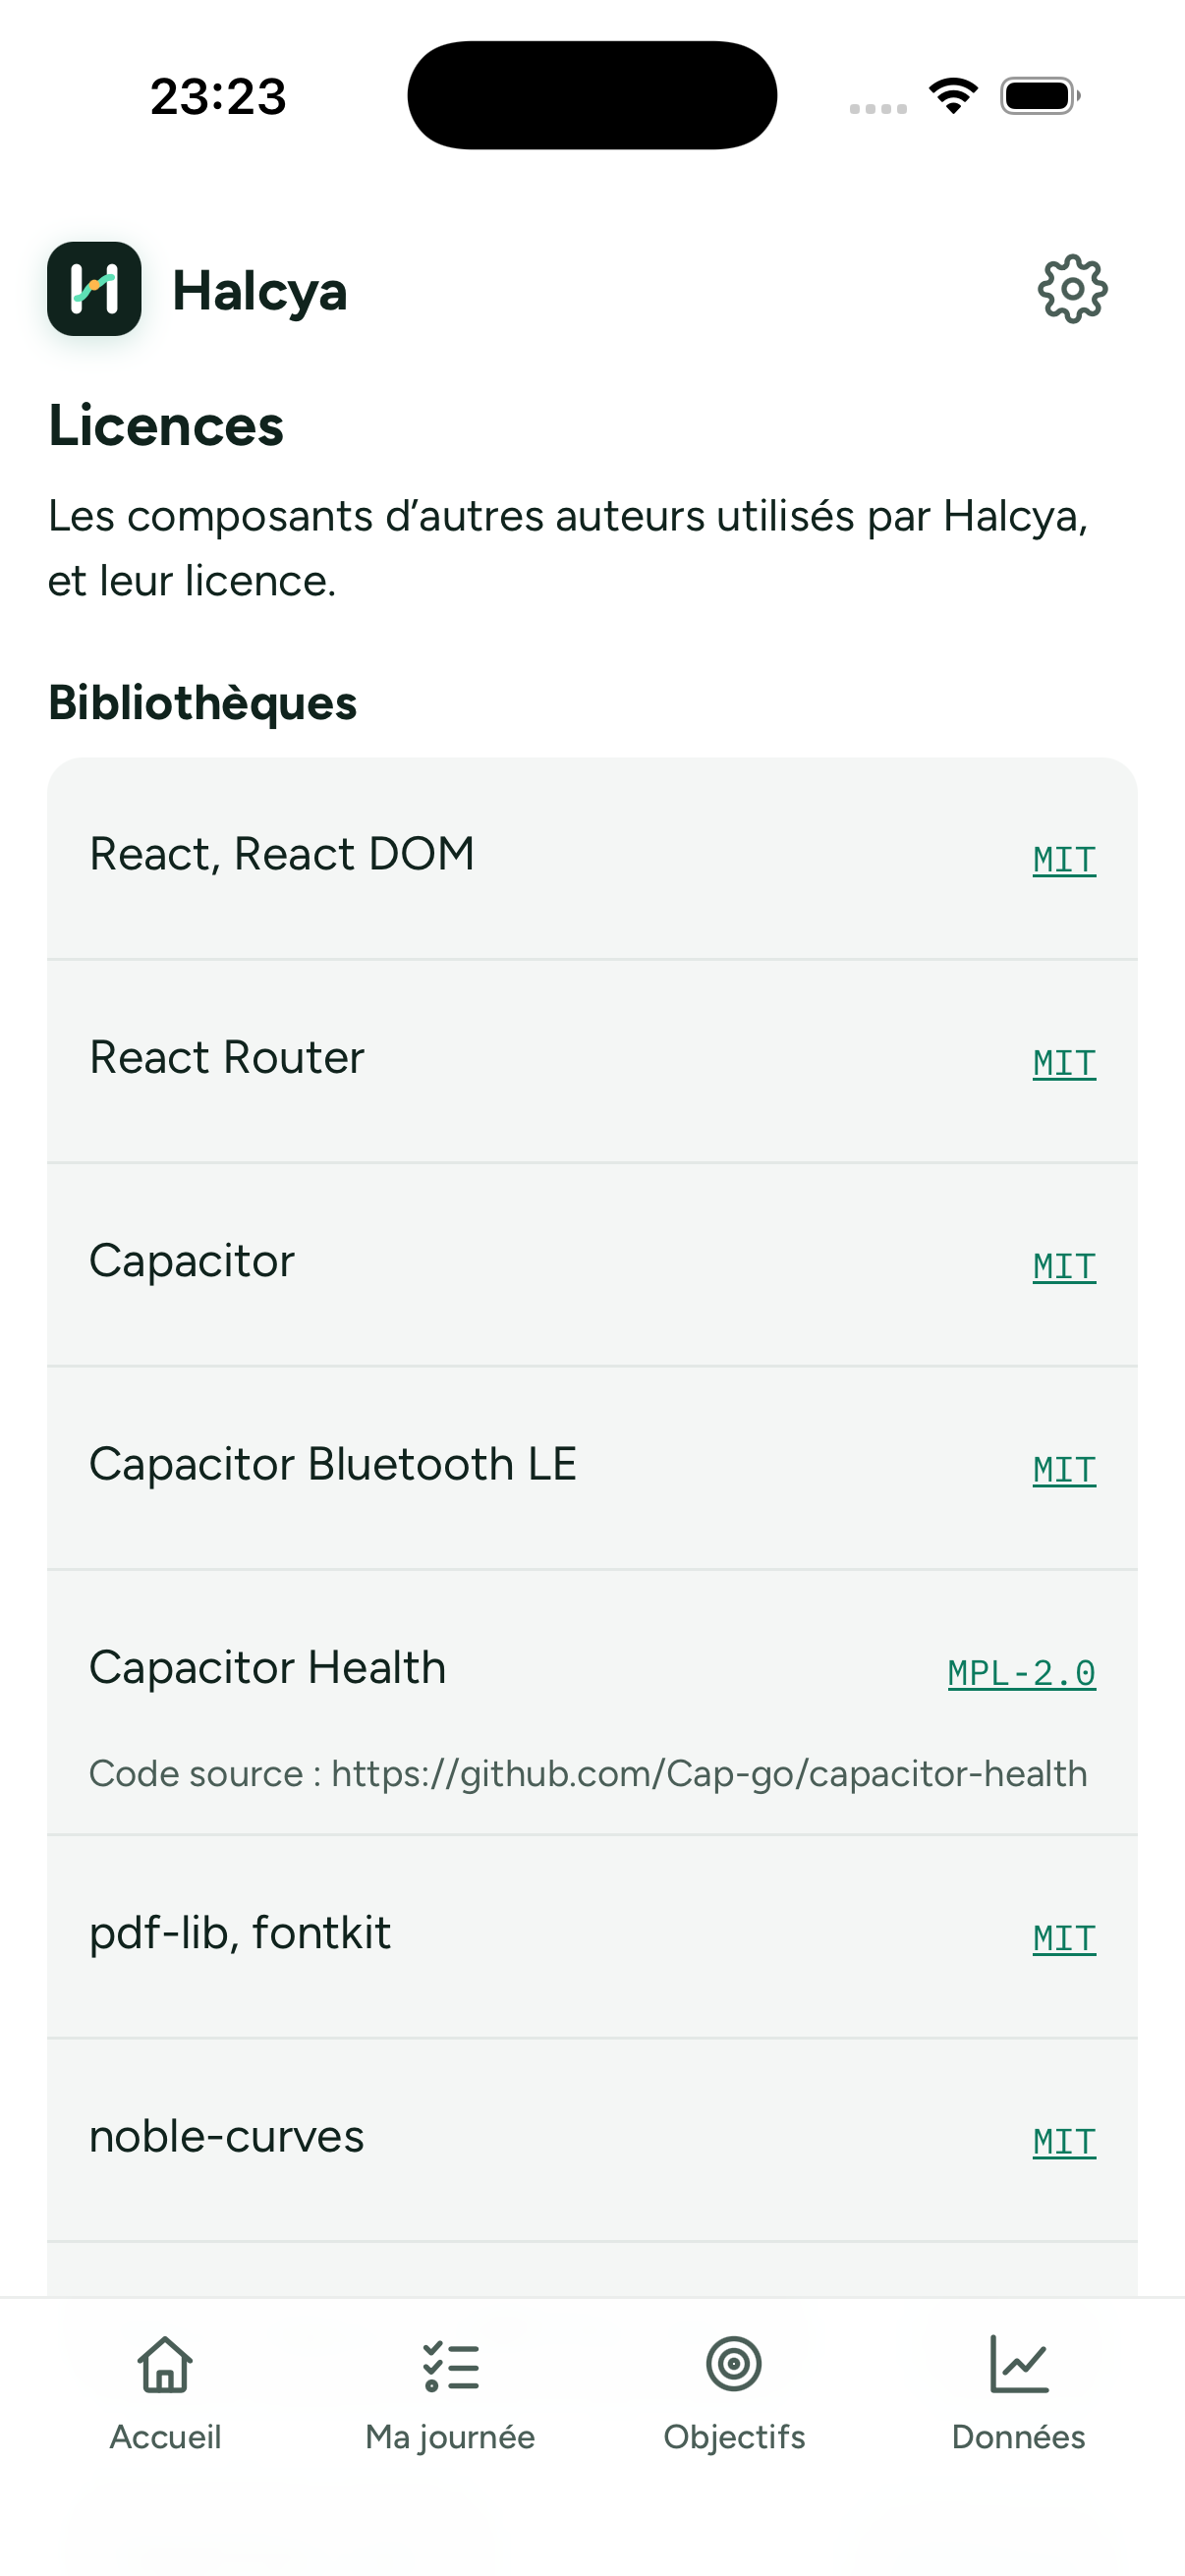 23:23
Halcya
Licences
Les composants d’autres auteurs utilisés par Halcya,
et leur licence.
Bibliothèques
React, React DOM MIT
React Router MIT
Capacitor MIT
Capacitor Bluetooth LE MIT
Capacitor Health MPL-2.0
Code source : https://github.com/Cap-go/capacitor-health
pdf-lib, fontkit MIT
noble-curves MIT
Accueil Ma journée Objectifs Données